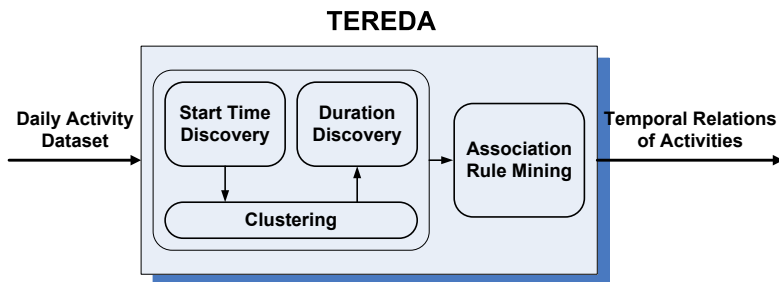 TEREDA
Daily Activity
Dataset
Start Time
Discovery
Duration
Discovery
Clustering
Association
Rule Mining
Temporal Relations
of Activities